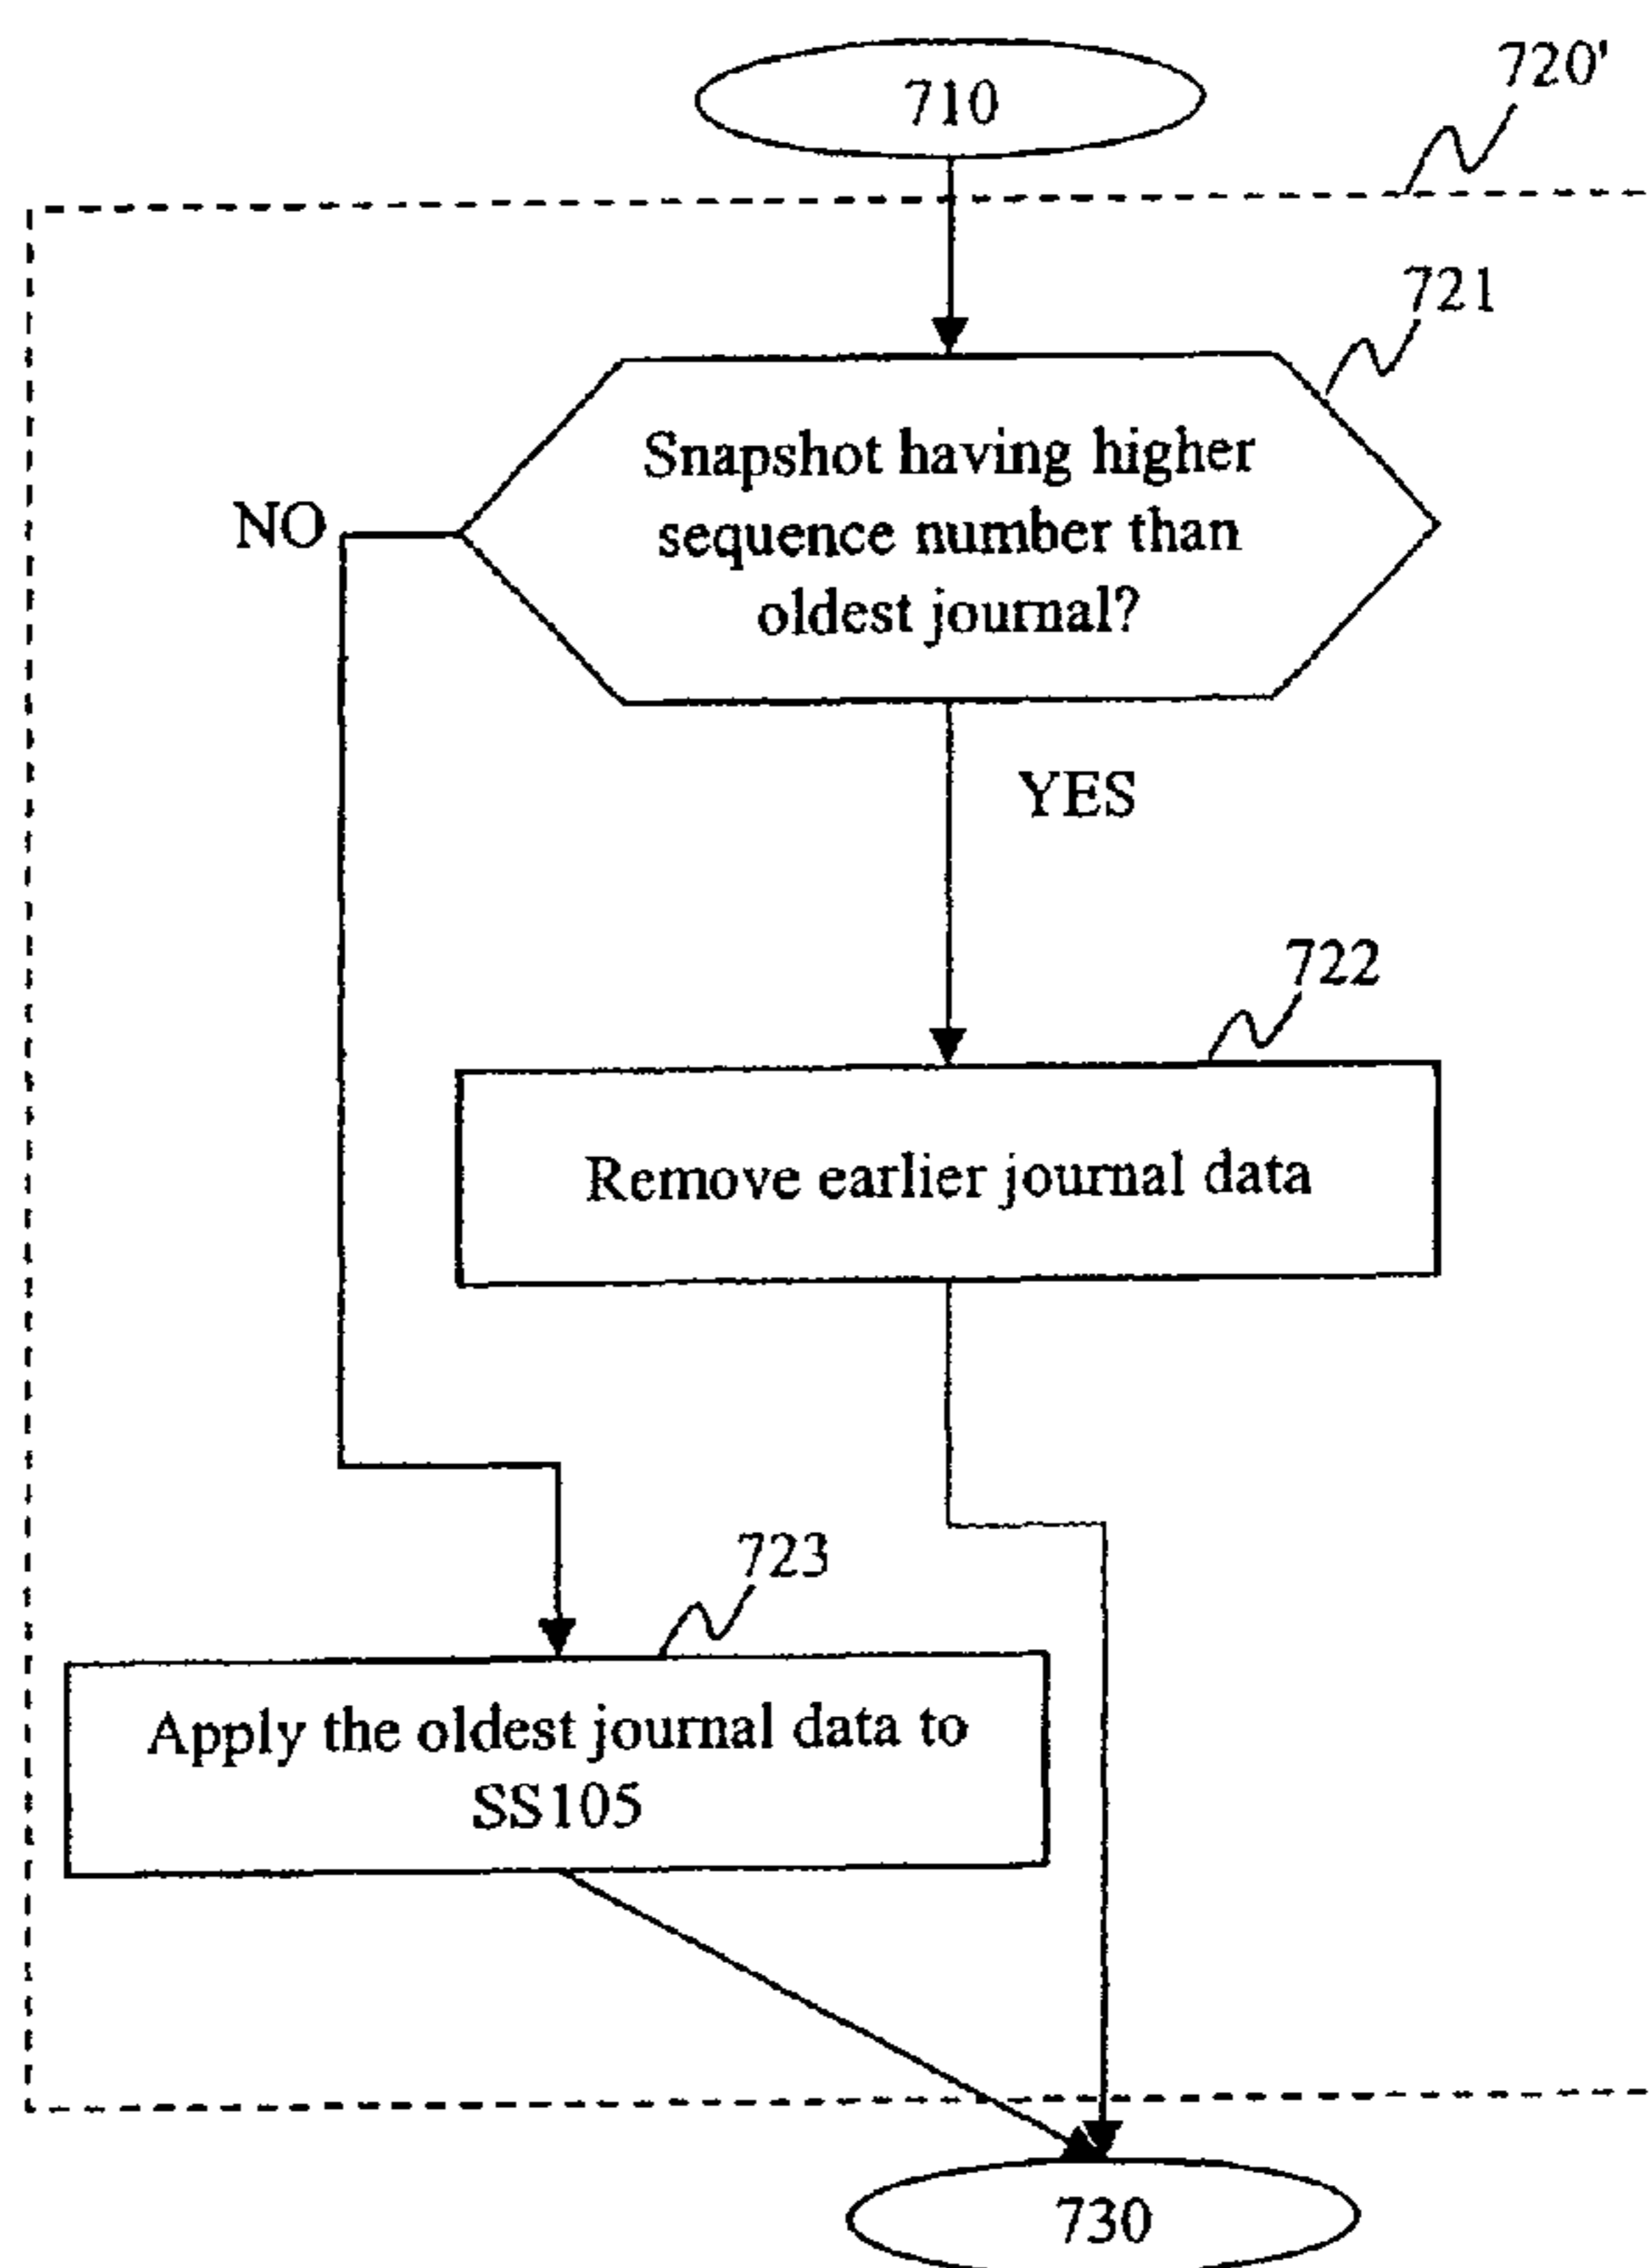 710
720'
721
Snapshot having higher
sequence number than
oldest journal?
NO
YES
722
Remove earlier journal data
723
Apply the oldest journal data to
SS105
730